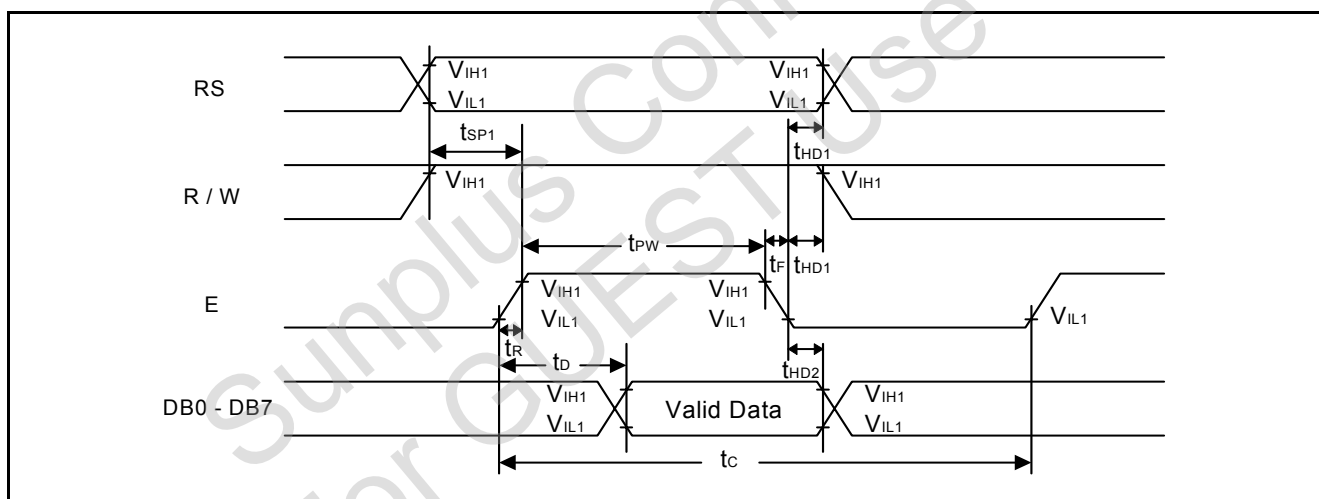 RS
VIH1
VIH1
VIL1
VIL1
tSP1
tHD1
R / W
VIH1
VIH1
tPW
tF
tHD1
E
VIH1
VIH1
VIL1
VIL1
VIL1
tR
tD
tHD2
DB0 - DB7
VIH1
Valid Data
VIH1
VIL1
VIL1
tC
Sunplus Con
for GUEST Use